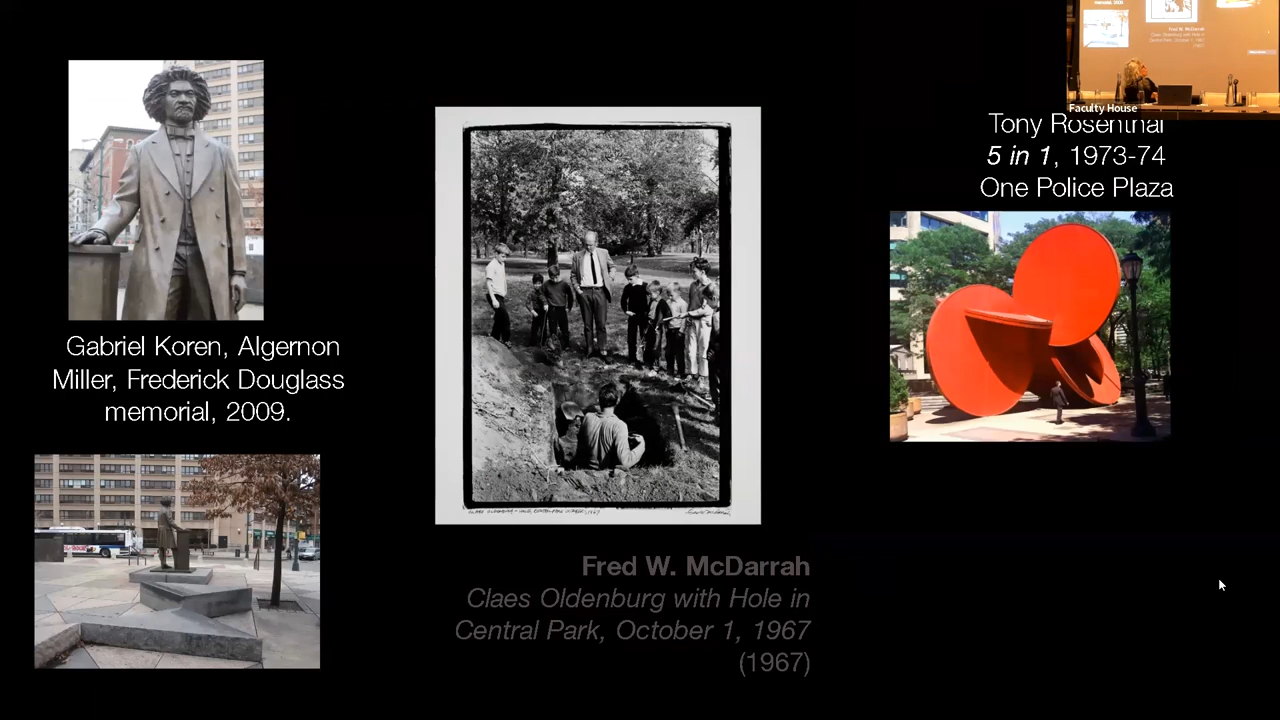 Faculty House
Tony Rosenthal
5 in 1, 1973-74
One Police Plaza
Gabriel Koren, Algernon
Miller, Frederick Douglass
memorial, 2009.
Fred W. McDarrah
Claes Oldenburg with Hole in
Central Park, October 1, 1967
(1967)